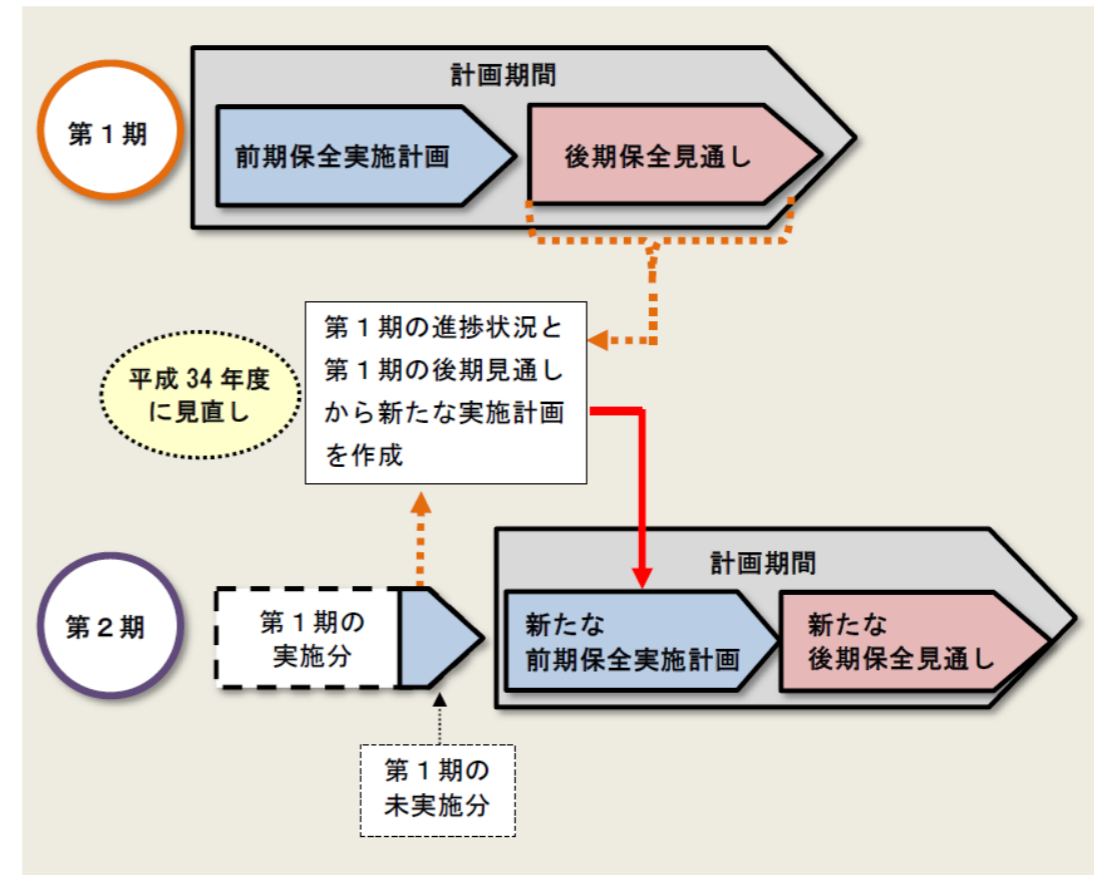 計画期間
第１期
前期保全実施計画
後期保全見通し
第１期の進捗状況と
第１期の後期見通し
から新たな実施計画
を作成
平成 34 年度
に見直し
計画期間
第２期
第１期の
実施分
新たな
前期保全実施計画
新たな
後期保全見通し
第１期の
未実施分